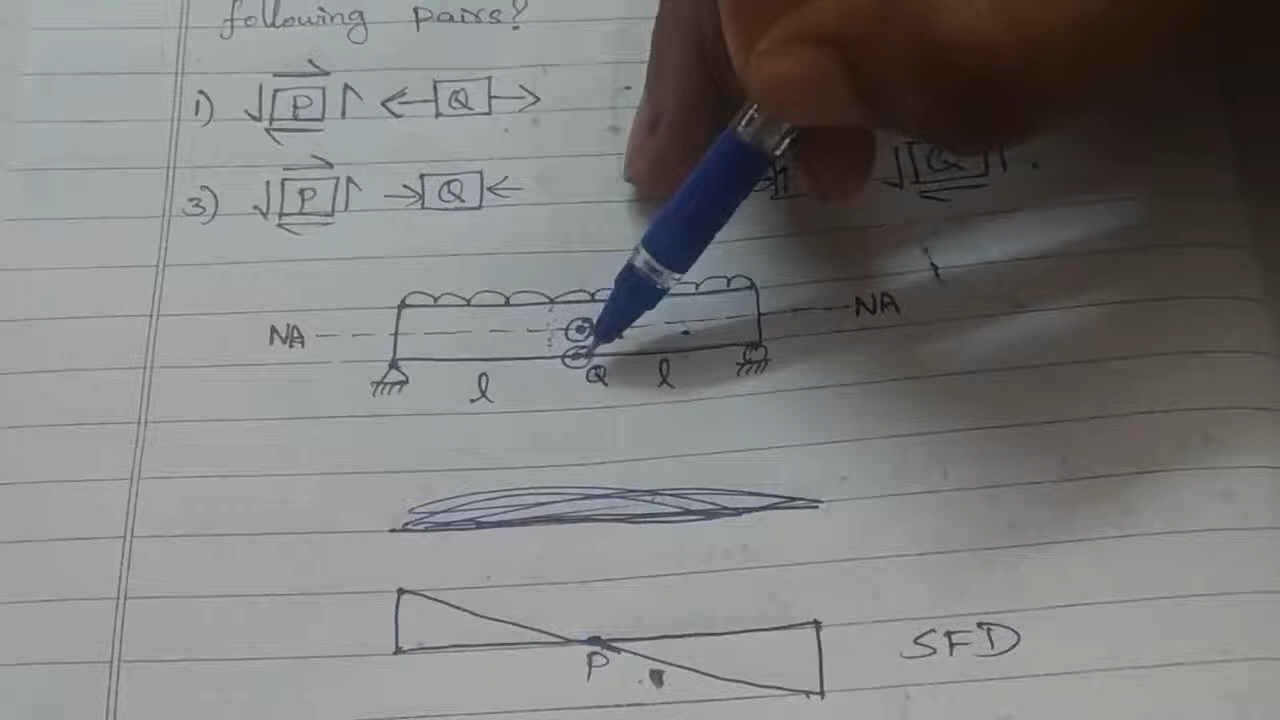 following pairs?
1) P Q
3) P Q Q
NA NA
l Q l
P
SFD